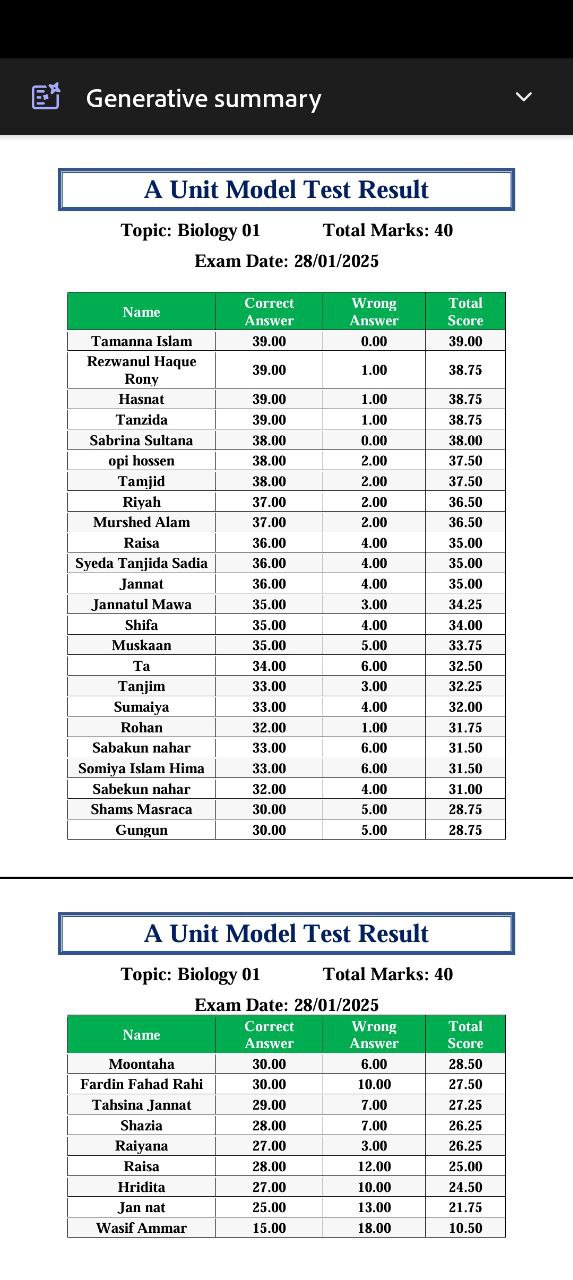 Generative summary
A Unit Model Test Result
Topic: Biology 01 Total Marks: 40
Exam Date: 28/01/2025
Name Correct Answer Wrong Answer Total Score
Tamanna Islam 39.00 0.00 39.00
Rezwanul Haque Rony 39.00 1.00 38.75
Hasnat 39.00 1.00 38.75
Tanzida 39.00 1.00 38.75
Sabrina Sultana 38.00 0.00 38.00
opi hossen 38.00 2.00 37.50
Tamjid 38.00 2.00 37.50
Riyah 37.00 2.00 36.50
Murshed Alam 37.00 2.00 36.50
Raisa 36.00 4.00 35.00
Syeda Tanjida Sadia 36.00 4.00 35.00
Jannat 36.00 4.00 35.00
Jannatul Mawa 35.00 3.00 34.25
Shifa 35.00 4.00 34.00
Muskaan 35.00 5.00 33.75
Ta 34.00 6.00 32.50
Tanjim 33.00 3.00 32.25
Sumaiya 33.00 4.00 32.00
Rohan 32.00 1.00 31.75
Sabakun nahar 33.00 6.00 31.50
Somiya Islam Hima 33.00 6.00 31.50
Sabekun nahar 32.00 4.00 31.00
Shams Masraca 30.00 5.00 28.75
Gungun 30.00 5.00 28.75
A Unit Model Test Result
Topic: Biology 01 Total Marks: 40
Exam Date: 28/01/2025
Name Correct Answer Wrong Answer Total Score
Moontaha 30.00 6.00 28.50
Fardin Fahad Rahi 30.00 10.00 27.50
Tahsina Jannat 29.00 7.00 27.25
Shazia 28.00 7.00 26.25
Raiyana 27.00 3.00 26.25
Raisa 28.00 12.00 25.00
Hridita 27.00 10.00 24.50
Jan nat 25.00 13.00 21.75
Wasif Ammar 15.00 18.00 10.50